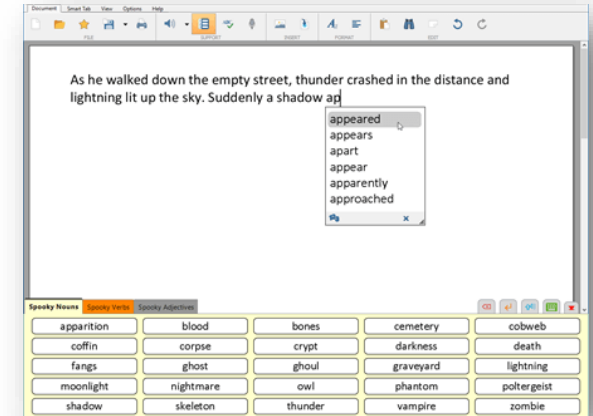 Document Smart Tab View Options Help
FILE SUPPORT INSERT FORMAT EDIT
As he walked down the empty street, thunder crashed in the distance and
lightning lit up the sky. Suddenly a shadow ap
appeared
appears
apart
appear
apparently
approached
Spooky Nouns Spooky Verbs Spooky Adjectives
apparition blood bones cemetery cobweb
coffin corpse crypt darkness death
fangs ghost ghoul graveyard lightning
moonlight nightmare owl phantom poltergeist
shadow skeleton thunder vampire zombie